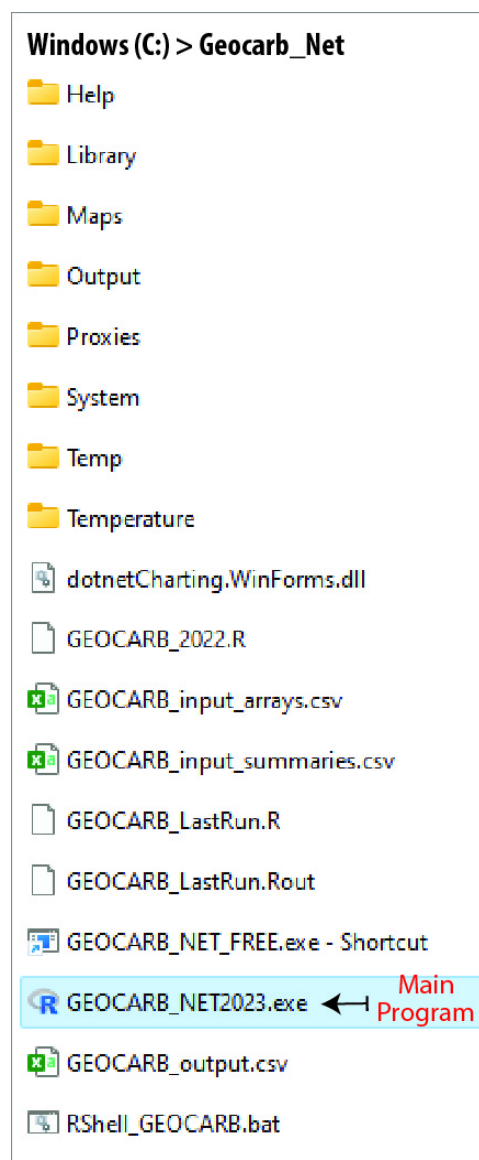 Windows (C:) > Geocarb_Net
Help
Library
Maps
Output
Proxies
System
Temp
Temperature
dotnetCharting.WinForms.dll
GEOCARB_2022.R
GEOCARB_input_arrays.csv
GEOCARB_input_summaries.csv
GEOCARB_LastRun.R
GEOCARB_LastRun.Rout
GEOCARB_NET_FREE.exe - Shortcut
GEOCARB_NET2023.exe Main Program
GEOCARB_output.csv
RShell_GEOCARB.bat